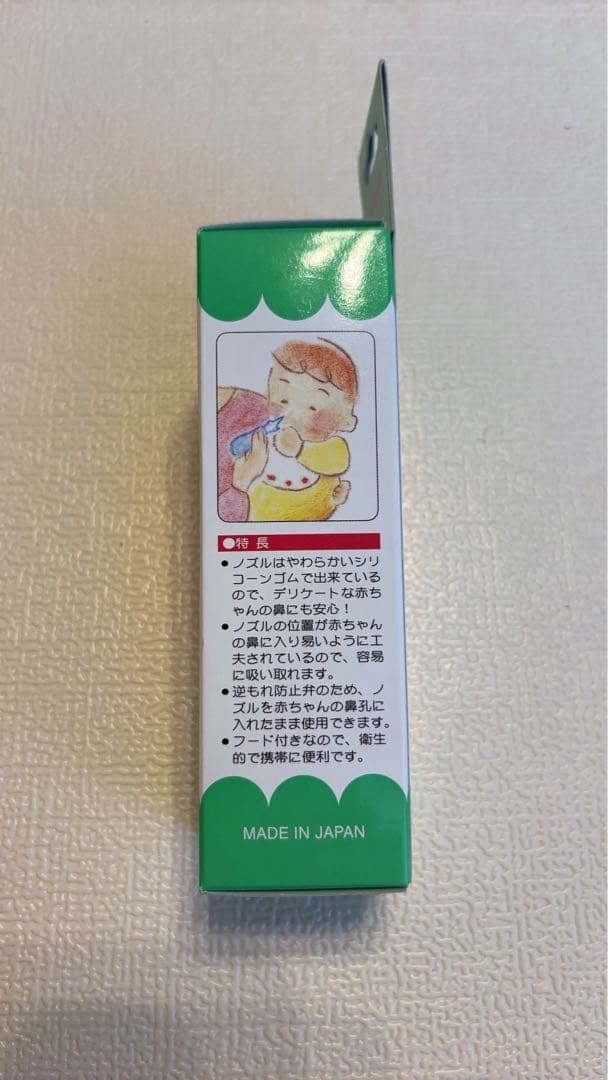 ●特 長
●ノズルはやわらかいシリ
コーンゴムで出来ている
ので、デリケートな赤ち
ゃんの鼻にも安心！
●ノズルの位置が赤ちゃん
の鼻に入り易いように工
夫されているので、容易
に吸い取れます。
●逆もれ防止弁のため、ノ
ズルを赤ちゃんの鼻孔に
入れたまま使用できます。
●フード付きなので、衛生
的で携帯に便利です。
MADE IN JAPAN